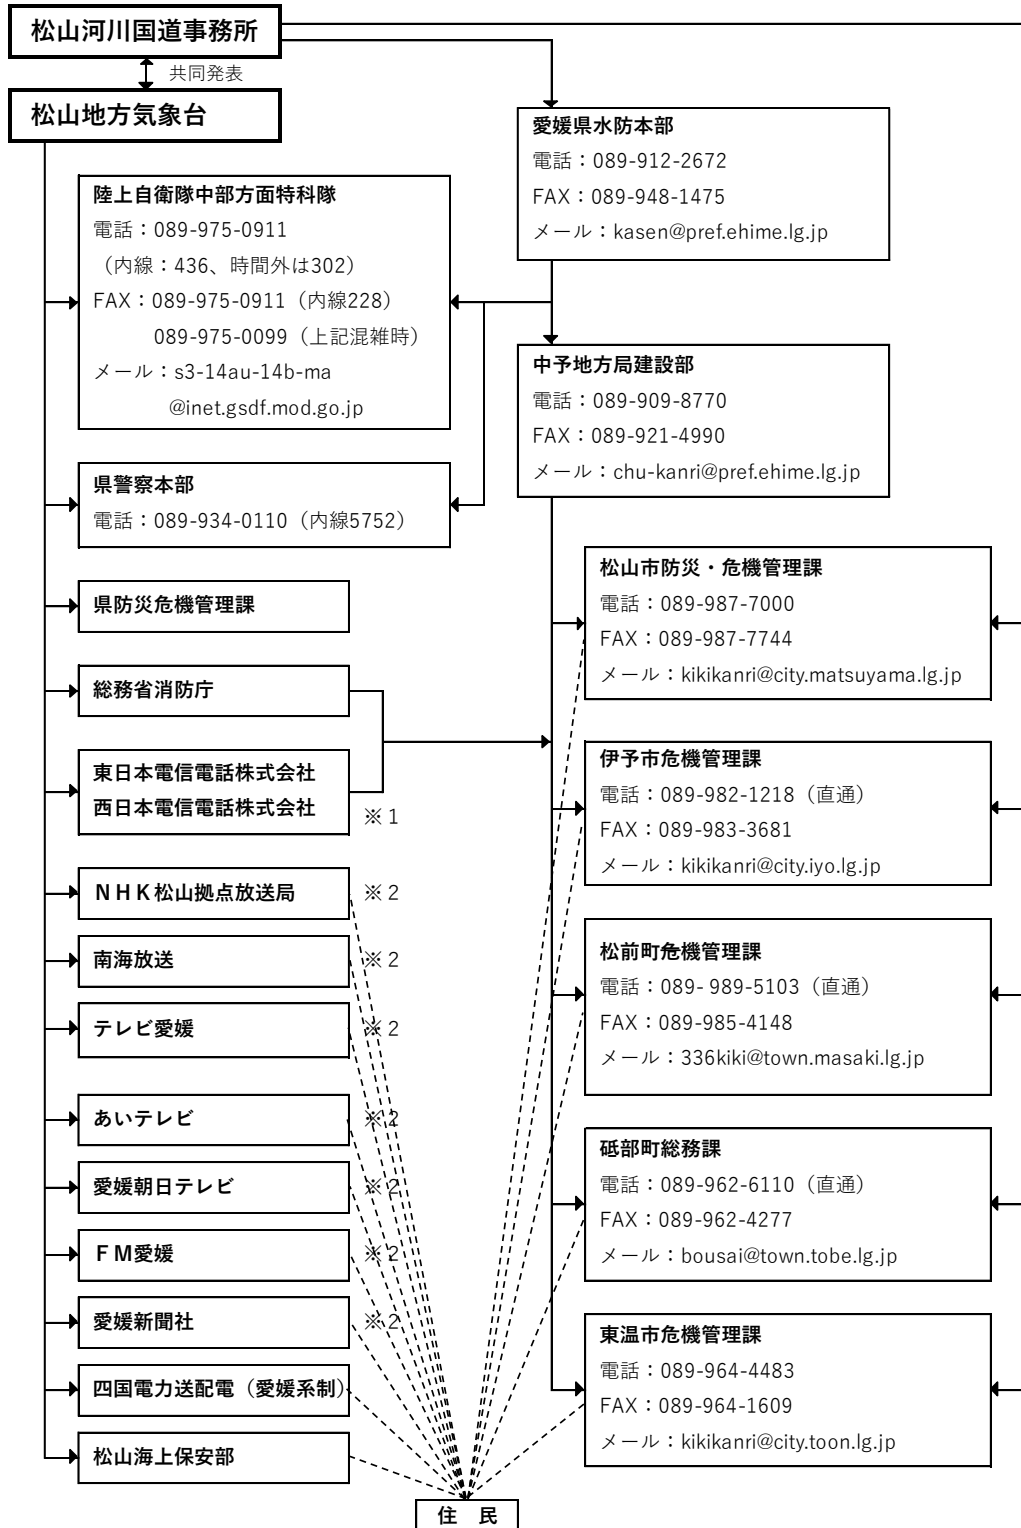 松山河川国道事務所
共同発表
松山地方気象台
愛媛県水防本部
電話：089-912-2672
FAX：089-948-1475
メール：kasen@pref.ehime.lg.jp
陸上自衛隊中部方面特科隊
電話：089-975-0911
（内線：436、時間外は302）
FAX：089-975-0911（内線228）
089-975-0099（上記混雑時）
メール：s3-14au-14b-ma
@inet.gsdf.mod.go.jp
中予地方局建設部
電話：089-909-8770
FAX：089-921-4990
メール：chu-kanri@pref.ehime.lg.jp
県警察本部
電話：089-934-0110（内線5752）
県防災危機管理課
総務省消防庁
東日本電信電話株式会社
西日本電信電話株式会社
※1
ＮＨＫ松山拠点放送局
※2
南海放送
※2
テレビ愛媛
※2
あいテレビ
※2
愛媛朝日テレビ
※2
ＦＭ愛媛
※2
愛媛新聞社
※2
四国電力送配電（愛媛系制）
松山海上保安部
松山市防災・危機管理課
電話：089-987-7000
FAX：089-987-7744
メール：kikikanri@city.matsuyama.lg.jp
伊予市危機管理課
電話：089-982-1218（直通）
FAX：089-983-3681
メール：kikikanri@city.iyo.lg.jp
松前町危機管理課
電話：089- 989-5103（直通）
FAX：089-985-4148
メール：336kiki@town.masaki.lg.jp
砥部町総務課
電話：089-962-6110（直通）
FAX：089-962-4277
メール：bousai@town.tobe.lg.jp
東温市危機管理課
電話：089-964-4483
FAX：089-964-1609
メール：kikikanri@city.toon.lg.jp
住　民